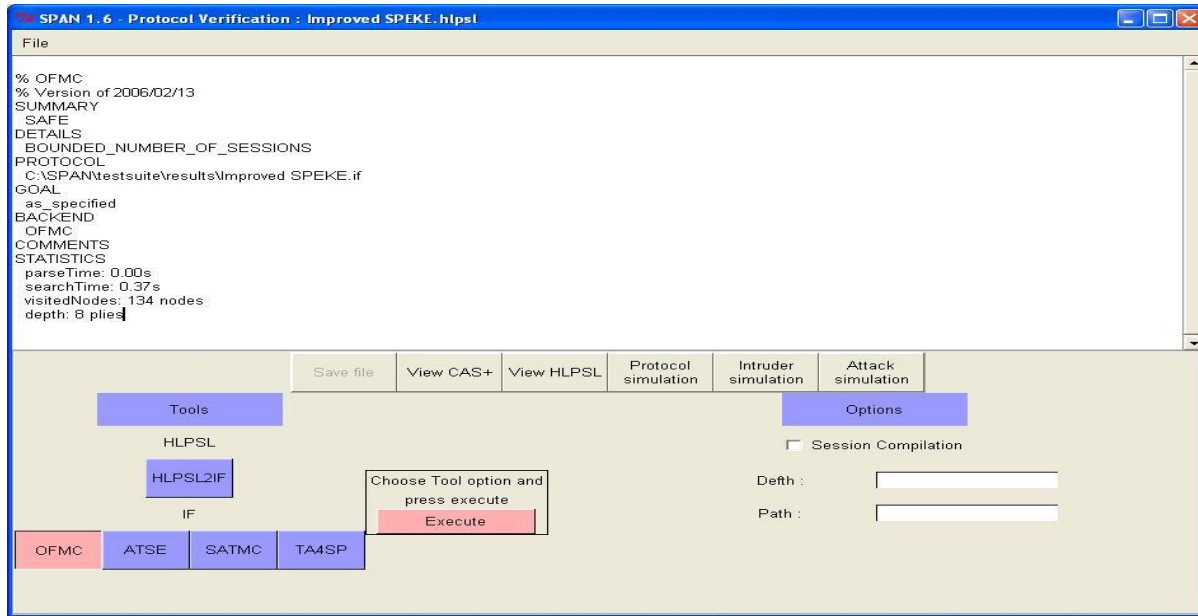 SPAN 1.6 - Protocol Verification : Improved SPEKE.hlpsl
File
% OFMC
% Version of 2006/02/13
SUMMARY
SAFE
DETAILS
BOUNDED_NUMBER_OF_SESSIONS
PROTOCOL
C:\SPAN\testsuite\results\Improved SPEKE.if
GOAL
as_specified
BACKEND
OFMC
COMMENTS
STATISTICS
parseTime: 0.00s
searchTime: 0.37s
visitedNodes: 134 nodes
depth: 8 plies
Save file
View CAS+
View HLPSL
Protocol
simulation
Intruder
simulation
Attack
simulation
Tools
Options
HLPSL
Session Compilation
HLPSL2IF
Choose Tool option and
press execute
Execute
Defth :
IF
Path :
OFMC
ATSE
SATMC
TA4SP